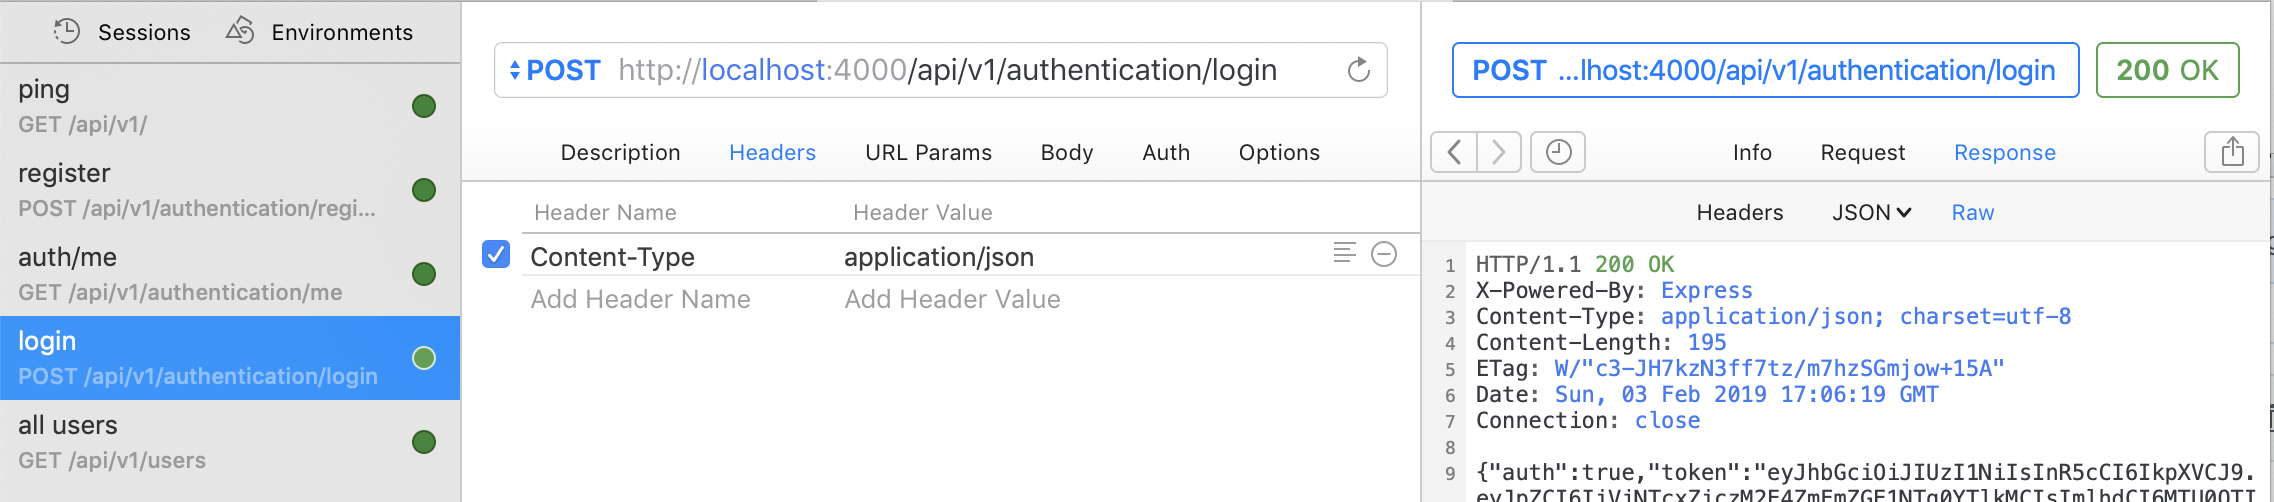 Sessions Environments
ping
GET /api/v1/
register
POST /api/v1/authentication/regi...
auth/me
GET /api/v1/authentication/me
login
POST /api/v1/authentication/login
all users
GET /api/v1/users
POST http://localhost:4000/api/v1/authentication/login
Description Headers URL Params Body Auth Options
Header Name Header Value
Content-Type application/json
Add Header Name Add Header Value
POST ...lhost:4000/api/v1/authentication/login 200 OK
Info Request Response
Headers JSON Raw
1 HTTP/1.1 200 OK
2 X-Powered-By: Express
3 Content-Type: application/json; charset=utf-8
4 Content-Length: 195
5 ETag: W/"c3-JH7kzN3ff7tz/m7hzSGmjow+15A"
6 Date: Sun, 03 Feb 2019 17:06:19 GMT
7 Connection: close
8
9 {"auth":true,"token":"eyJhbGciOiJIUzI1NiIsInR5cCI6IkpXVCJ9.